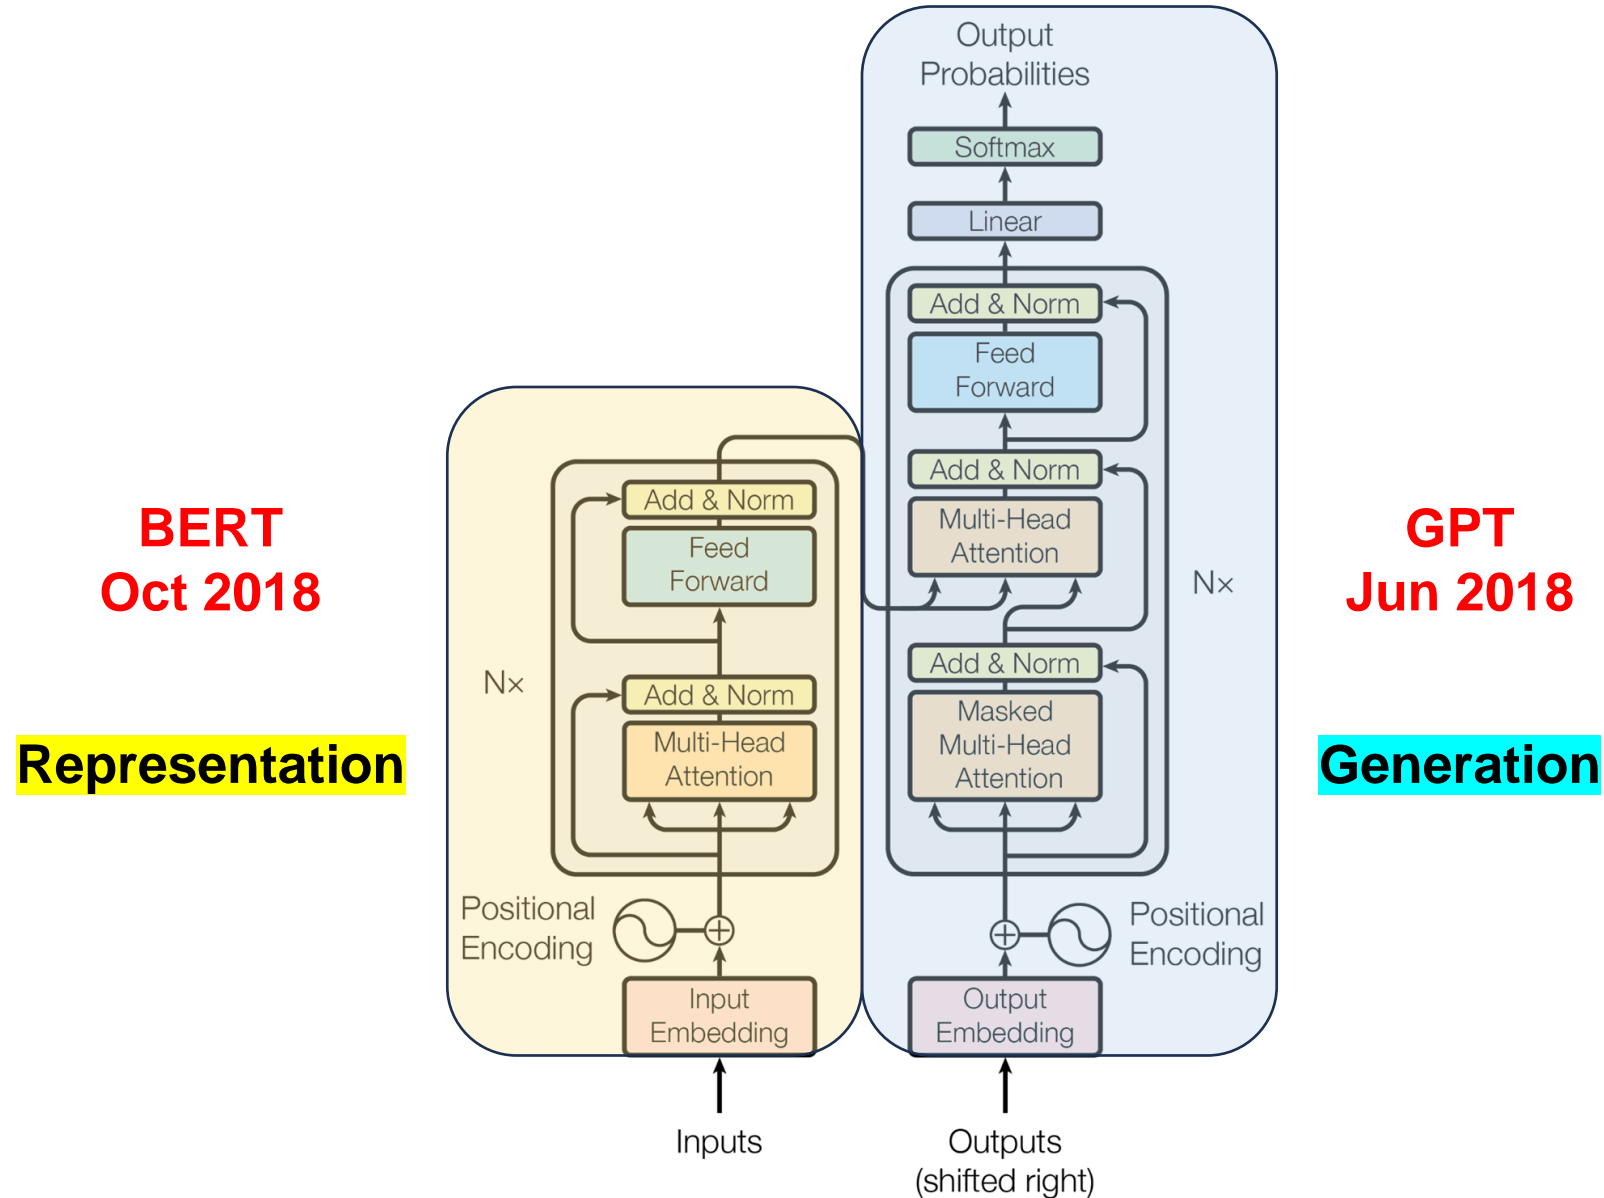 BERT
Oct 2018
Representation
Nx
Add & Norm
Feed
Forward
Add & Norm
Multi-Head
Attention
Positional
Encoding
Input
Embedding
Inputs
Output
Probabilities
Softmax
Linear
Add & Norm
Feed
Forward
Add & Norm
Multi-Head
Attention
Nx
Add & Norm
Masked
Multi-Head
Attention
Positional
Encoding
Output
Embedding
Outputs
(shifted right)
GPT
Jun 2018
Generation